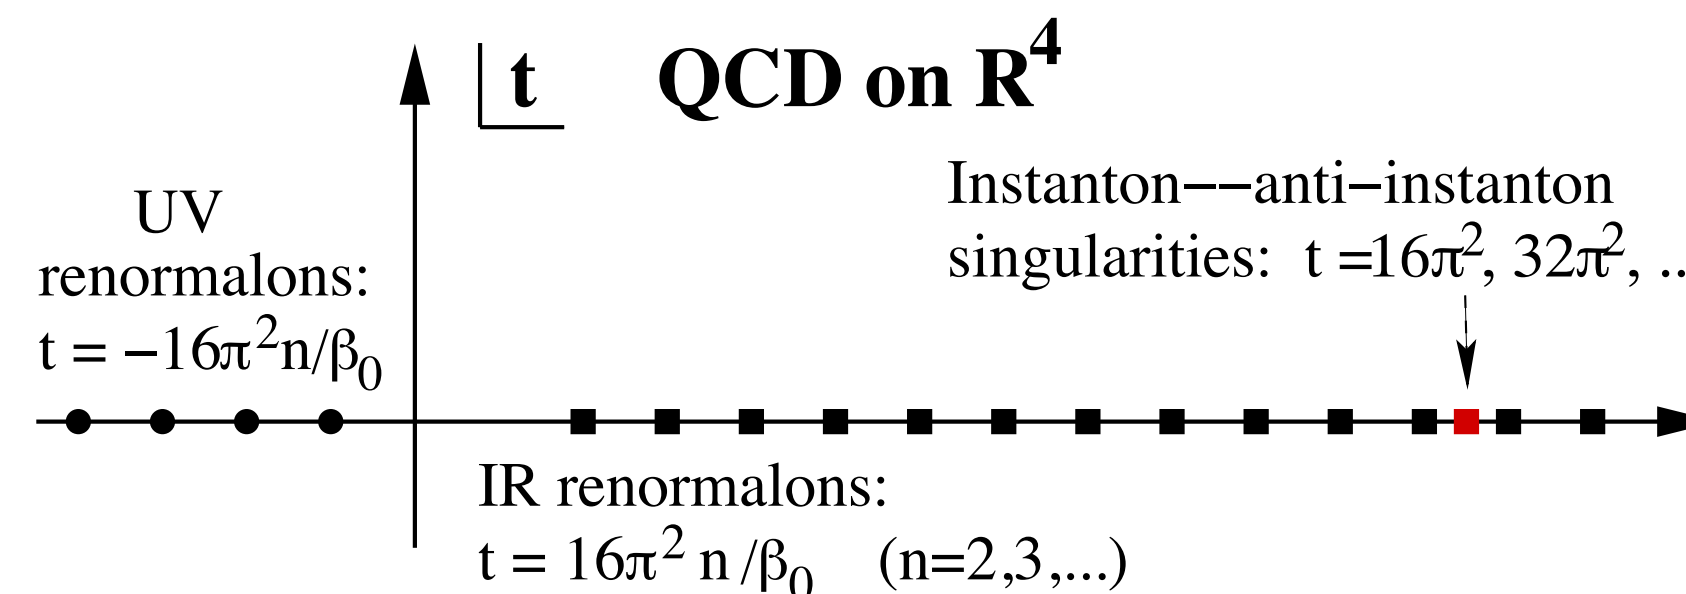 t
QCD on R⁴
Instanton−−anti−instanton
singularities: t =16π², 32π², ..
UV
renormalons:
t = −16π²n/β₀
IR renormalons:
t = 16π² n/β₀ (n=2,3,...)